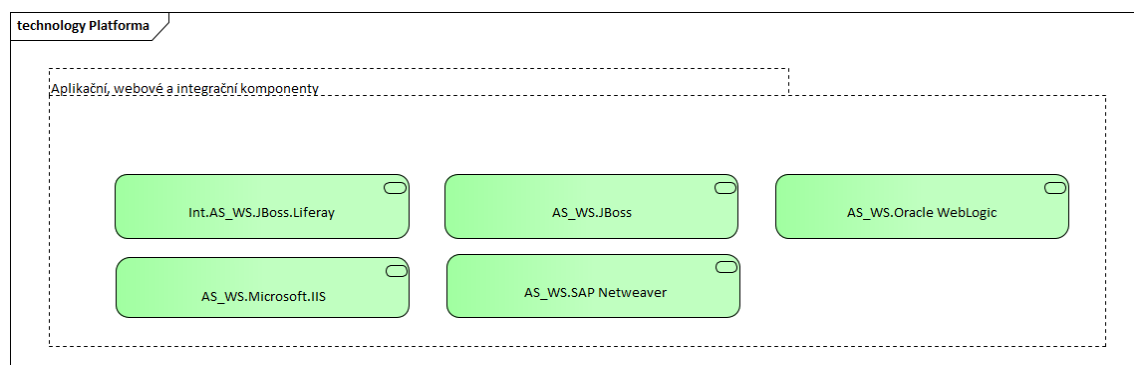 technology Platforma
Aplikační, webové a integrační komponenty
Int.AS_WS.JBoss.Liferay
AS_WS.JBoss
AS_WS.Oracle WebLogic
AS_WS.Microsoft.IIS
AS_WS.SAP Netweaver